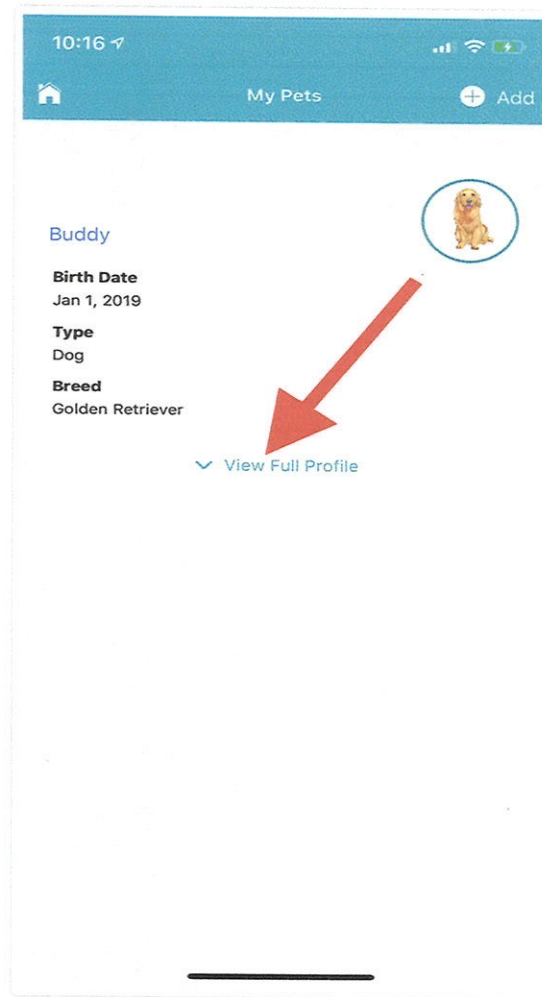 10:16
My Pets
Add
Buddy
Birth Date
Jan 1, 2019
Type
Dog
Breed
Golden Retriever
View Full Profile